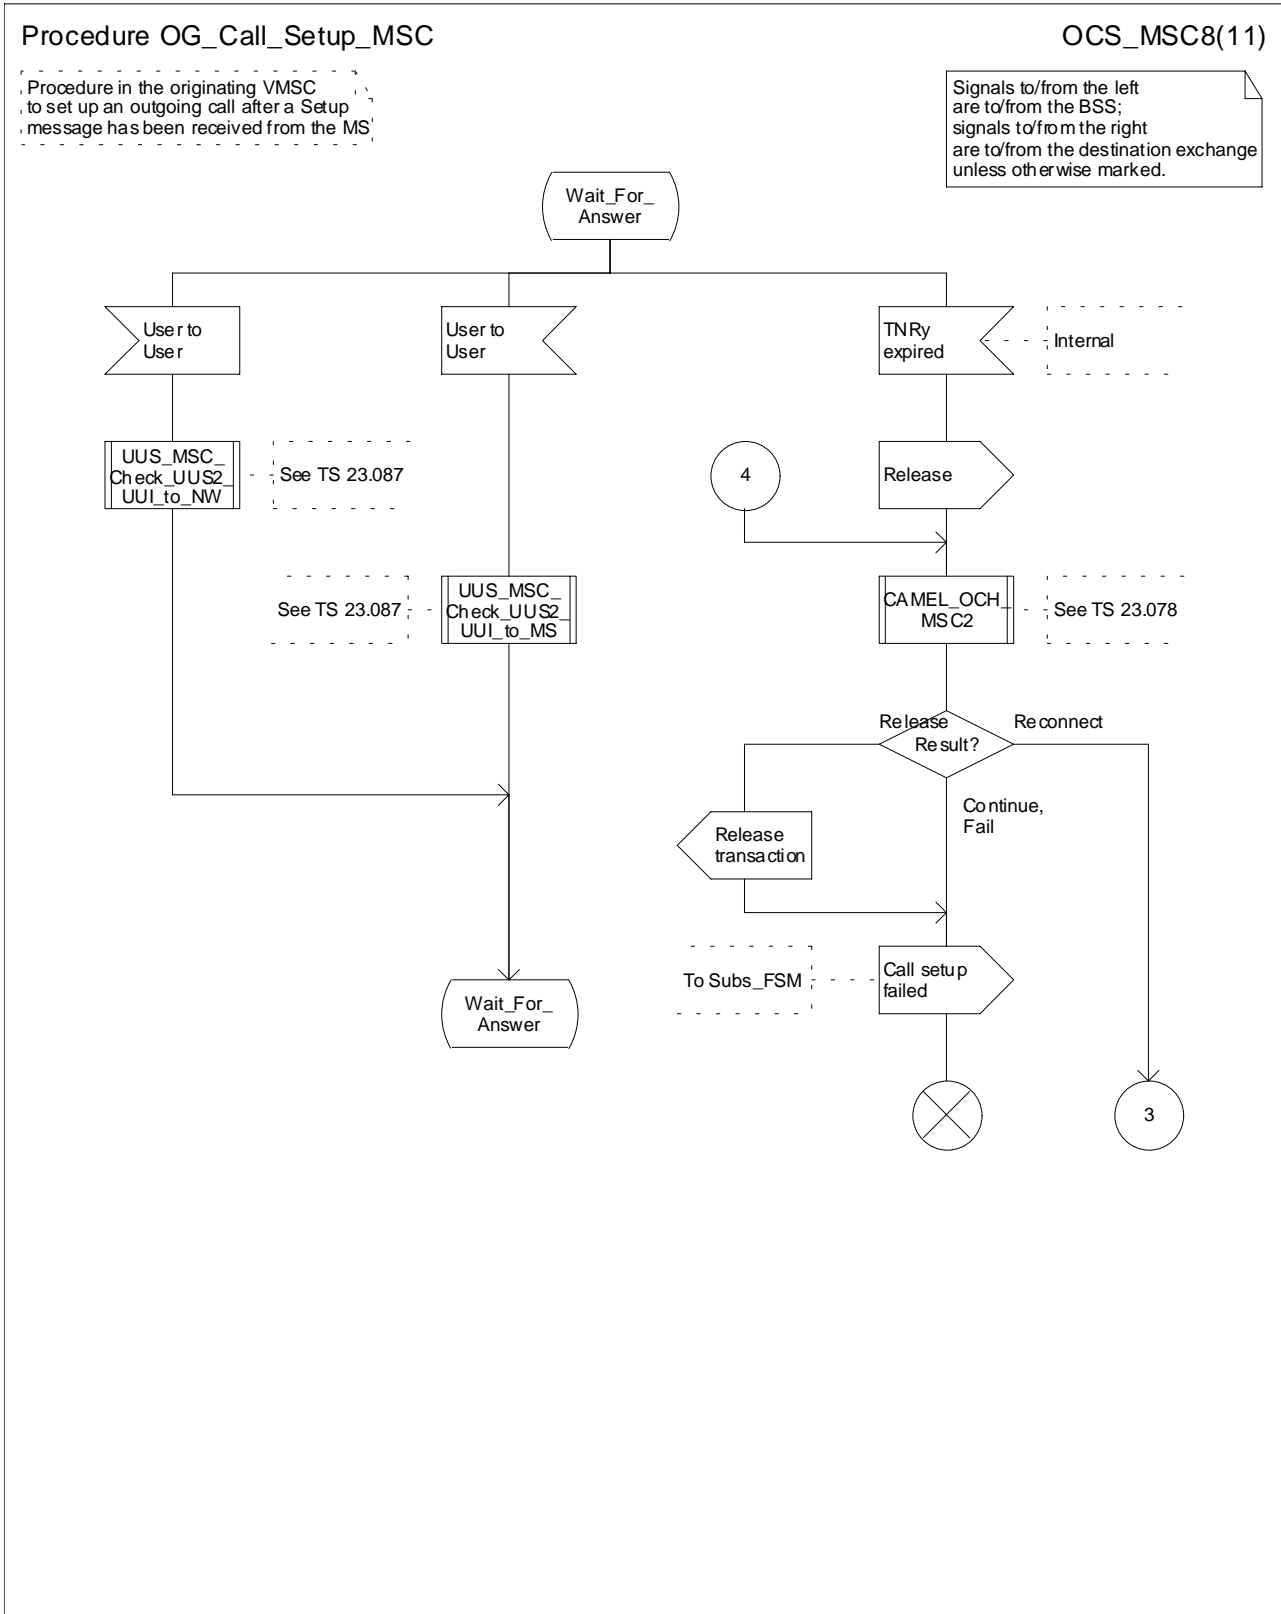 Procedure OG_Call_Setup_MSC
OCS_MSC8(11)
Procedure in the originating VMSC
to set up an outgoing call after a Setup
message has been received from the MS
Signals to/from the left
are to/from the BSS;
signals to/from the right
are to/from the destination exchange
unless otherwise marked.
Wait_For_
Answer
User to
User
User to
User
TNRy
expired
Internal
UUS_MSC_
Check_UUS2_
UUI_to_NW
See TS 23.087
4
Release
See TS 23.087
UUS_MSC_
Check_UUS2_
UUI_to_MS
CAMEL_OCH_
MSC2
See TS 23.078
Release
Reconnect
Result?
Continue,
Fail
Release
transaction
To Subs_FSM
Call setup
failed
Wait_For_
Answer
3